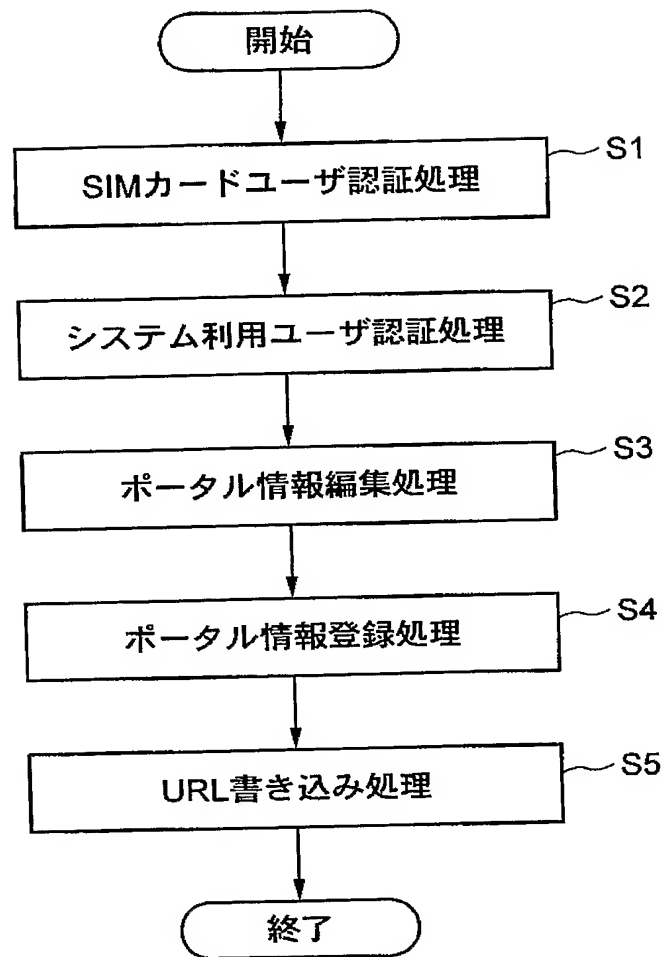 開始
SIMカードユーザ認証処理
S1
システム利用ユーザ認証処理
S2
ポータル情報編集処理
S3
ポータル情報登録処理
S4
URL書き込み処理
S5
終了